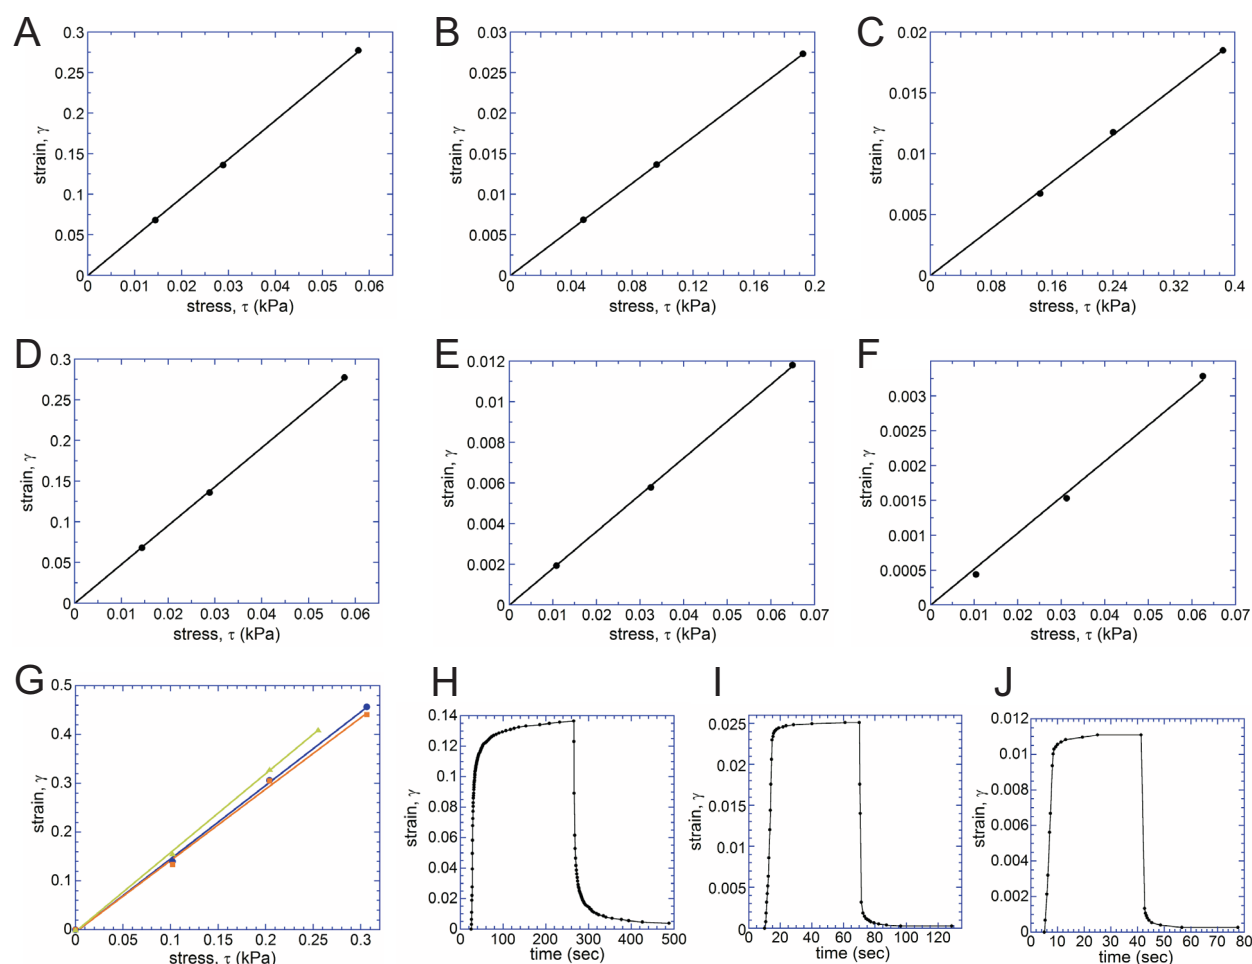 A
B
C
0.3
0.25
0.2
0.15
0.1
0.05
0
strain, γ
0 0.01 0.02 0.03 0.04 0.05 0.06
stress, τ (kPa)
0.03
0.025
0.02
0.014
0.01
0.005
0
strain, γ
0 0.04 0.08 0.12 0.16 0.2
stress, τ (kPa)
0.02
0.015
0.01
0.005
0
strain, γ
0 0.08 0.16 0.24 0.32 0.4
stress, τ (kPa)
D
E
F
0.3
0.25
0.2
0.15
0.1
0.05
0
strain, γ
0 0.01 0.02 0.03 0.04 0.05 0.06
stress, τ (kPa)
0.012
0.01
0.008
0.006
0.004
0.002
0
strain, γ
0 0.01 0.02 0.03 0.04 0.05 0.06 0.07
stress, τ (kPa)
0.003
0.0025
0.002
0.0015
0.001
0.0005
0
strain, γ
0 0.01 0.02 0.03 0.04 0.05 0.06 0.07
stress, τ (kPa)
G
H
I
J
0.5
0.4
0.3
0.2
0.1
0
strain, γ
0 0.05 0.1 0.15 0.2 0.25 0.3
stress, τ (kPa)
0.14
0.12
0.10
0.08
0.06
0.04
0.02
0
strain, γ
0 100 200 300 400 500
time (sec)
0.025
0.02
0.015
0.01
0.005
0
strain, γ
0 20 40 60 80 100 120
time (sec)
0.012
0.01
0.008
0.006
0.004
0.002
0
strain, γ
0 10 20 30 40 50 60 70 80
time (sec)